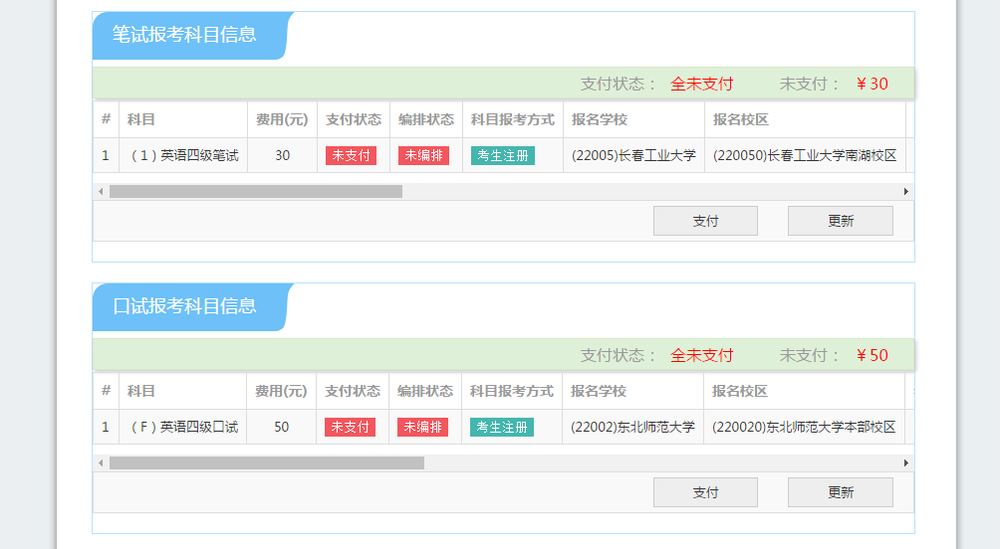 笔试报考科目信息
支付状态： 全未支付 未支付： ￥30
# 科目 费用(元) 支付状态 编排状态 科目报考方式 报名学校 报名校区
1 （1）英语四级笔试 30 未支付 未编排 考生注册 (22005)长春工业大学 (220050)长春工业大学南湖校区
支付 更新
口试报考科目信息
支付状态： 全未支付 未支付： ￥50
# 科目 费用(元) 支付状态 编排状态 科目报考方式 报名学校 报名校区
1 （F）英语四级口试 50 未支付 未编排 考生注册 (22002)东北师范大学 (220020)东北师范大学本部校区
支付 更新